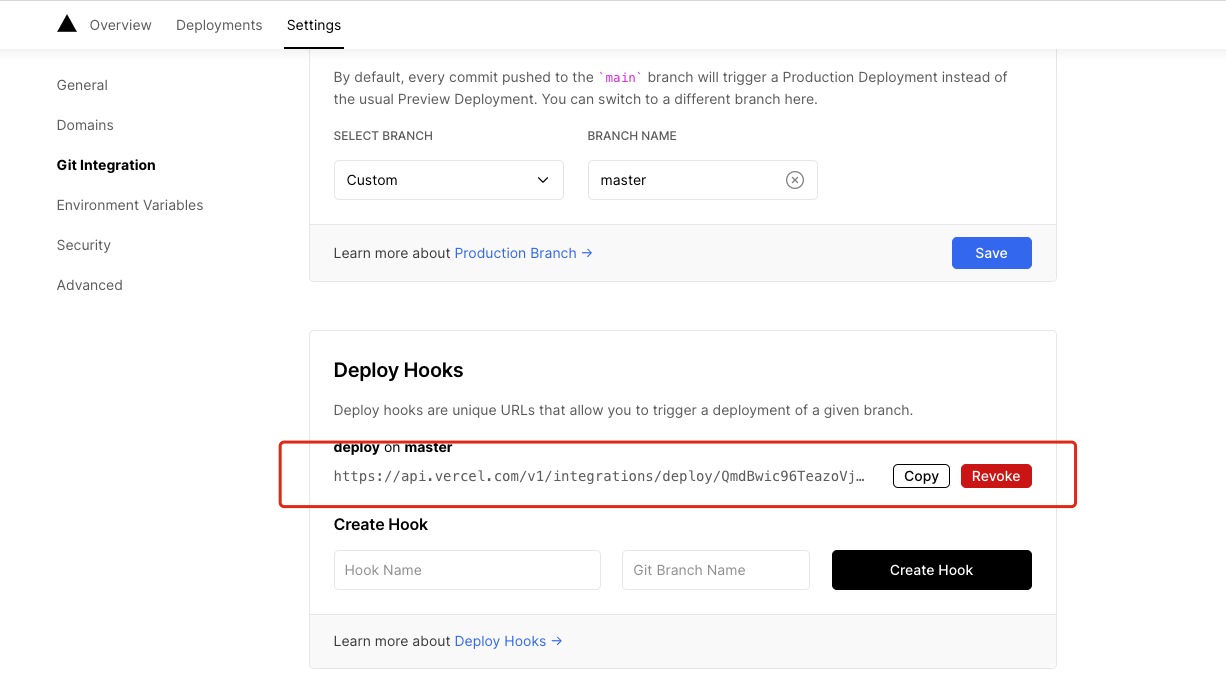 Overview Deployments Settings
General
Domains
Git Integration
Environment Variables
Security
Advanced
By default, every commit pushed to the `main` branch will trigger a Production Deployment instead of
the usual Preview Deployment. You can switch to a different branch here.
SELECT BRANCH BRANCH NAME
Custom master
Learn more about Production Branch → Save
Deploy Hooks
Deploy hooks are unique URLs that allow you to trigger a deployment of a given branch.
deploy on master
https://api.vercel.com/v1/integrations/deploy/QmdBwic96TeazoVj… Copy Revoke
Create Hook
Hook Name Git Branch Name Create Hook
Learn more about Deploy Hooks →